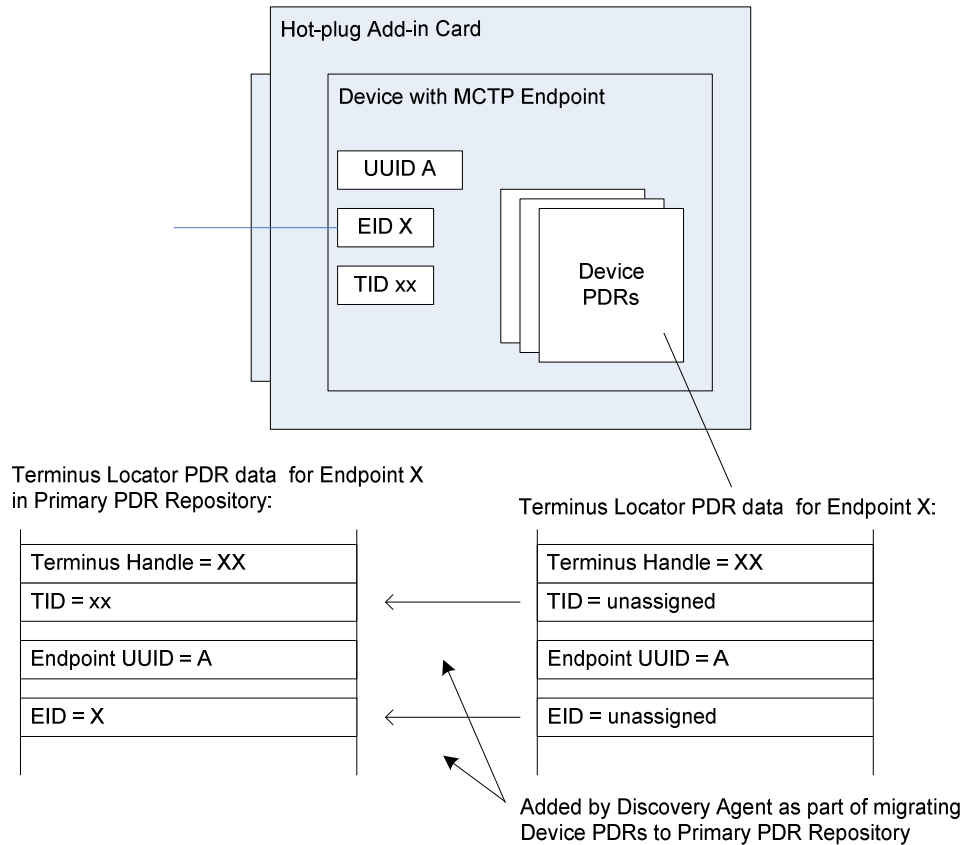 Hot-plug Add-in Card
Device with MCTP Endpoint
UUID A
EID X
TID xx
Device
PDRs
Terminus Locator PDR data for Endpoint X
in Primary PDR Repository:
Terminus Handle = XX
TID = xx
Endpoint UUID = A
EID = X
Terminus Locator PDR data for Endpoint X:
Terminus Handle = XX
TID = unassigned
Endpoint UUID = A
EID = unassigned
Added by Discovery Agent as part of migrating
Device PDRs to Primary PDR Repository